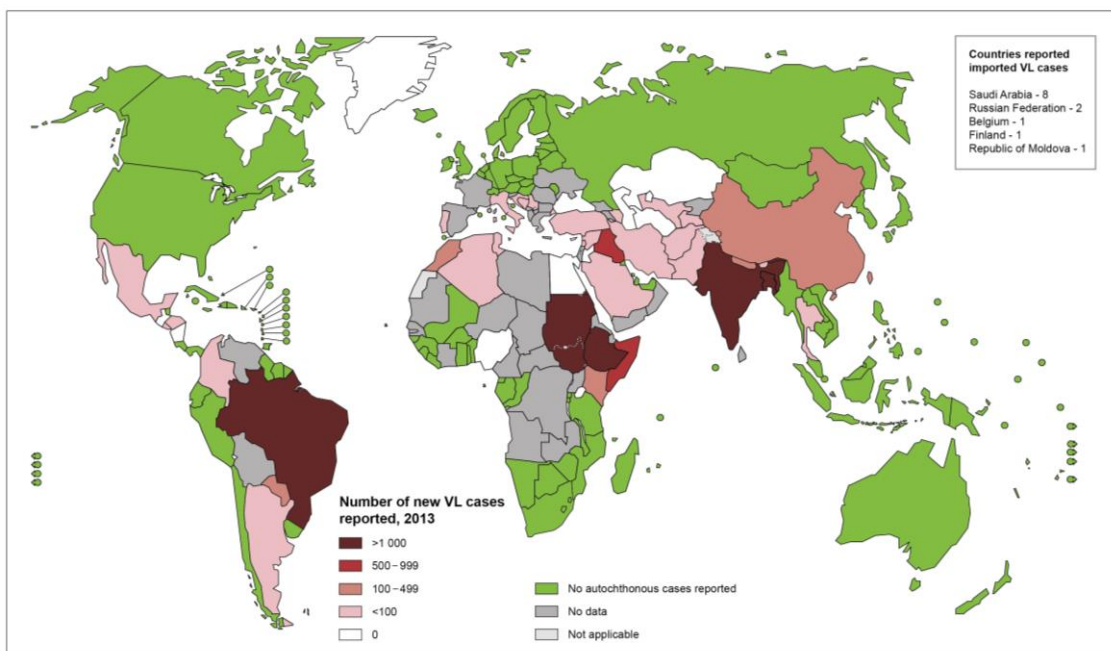 Countries reported
imported VL cases
Saudi Arabia - 8
Russian Federation - 2
Belgium - 1
Finland - 1
Republic of Moldova - 1
Number of new VL cases
reported, 2013
>1 000
500–999
100–499
<100
0
No autochthonous cases reported
No data
Not applicable